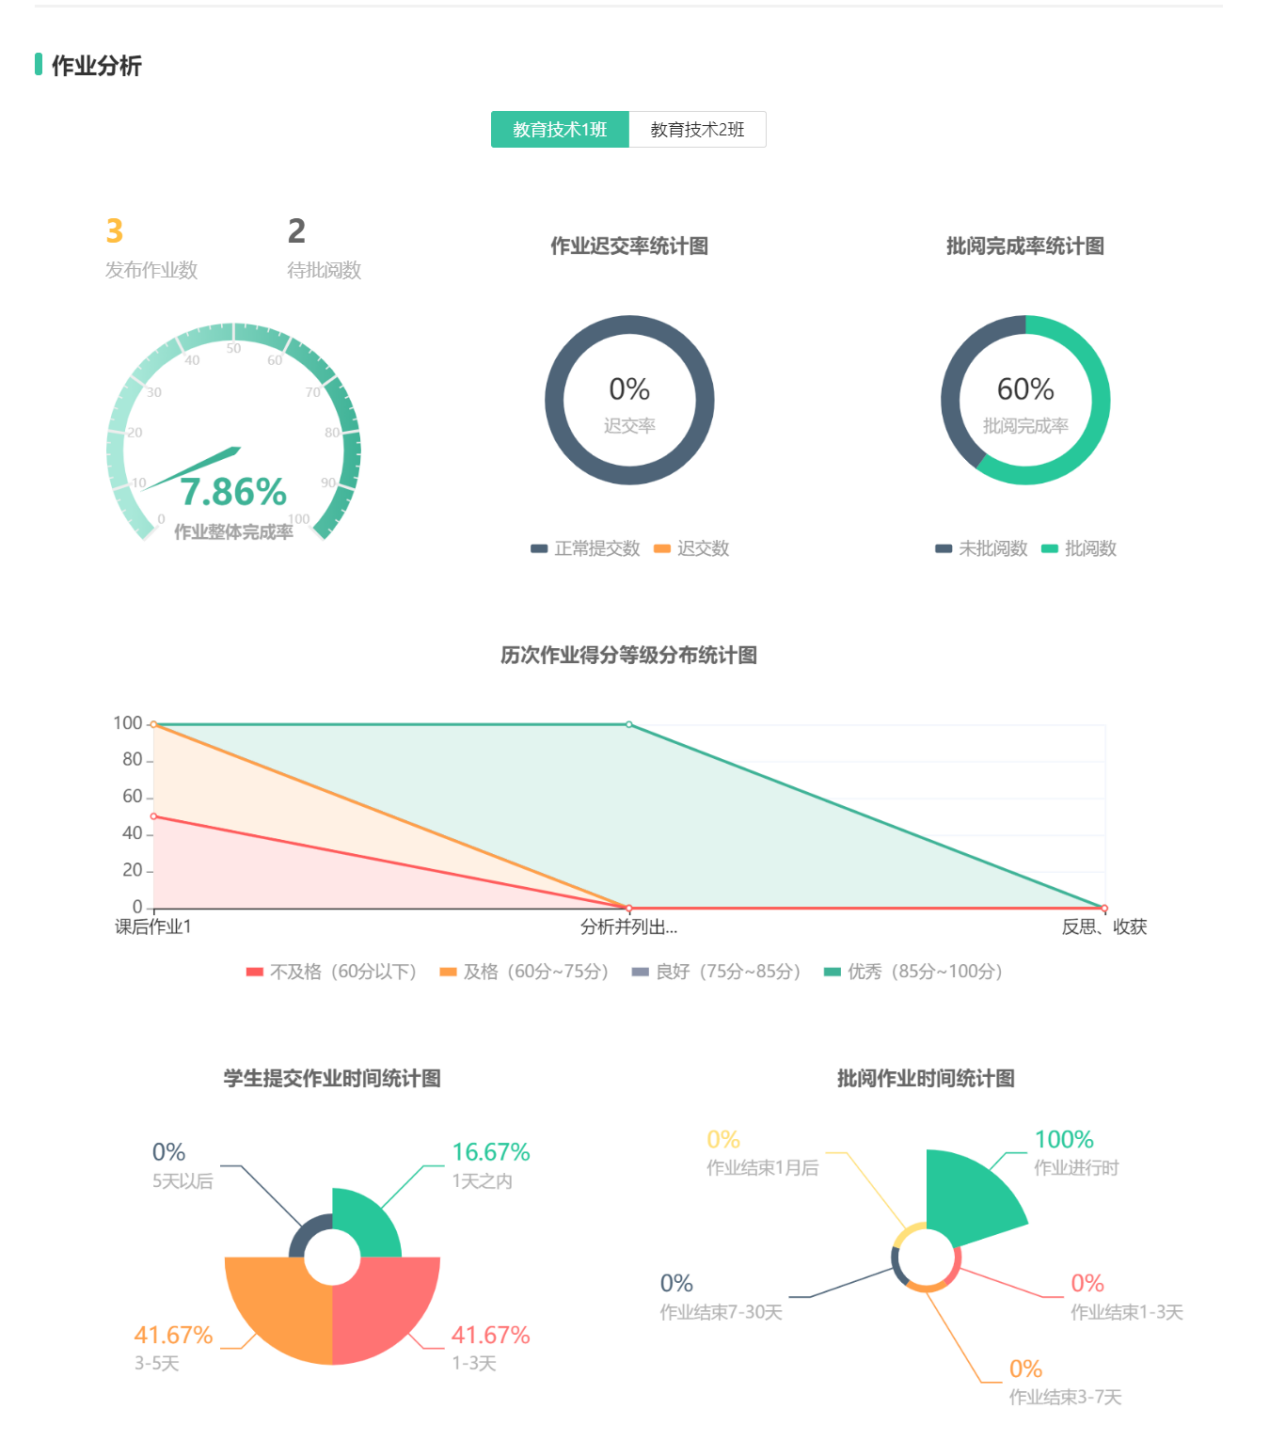 作业分析
教育技术1班 教育技术2班
3 2
发布作业数 待批阅数
作业迟交率统计图
批阅完成率统计图
0 10 20 30 40 50 60 70 80 90 100
7.86%
作业整体完成率
0%
迟交率
正常提交数 迟交数
60%
批阅完成率
未批阅数 批阅数
历次作业得分等级分布统计图
100
80
60
40
20
0
课后作业1 分析并列出... 反思、收获
不及格（60分以下） 及格（60分~75分） 良好（75分~85分） 优秀（85分~100分）
学生提交作业时间统计图
0%
5天以后
16.67%
1天之内
41.67%
3-5天
41.67%
1-3天
批阅作业时间统计图
0%
作业结束1月后
100%
作业进行时
0%
作业结束7-30天
0%
作业结束1-3天
0%
作业结束3-7天